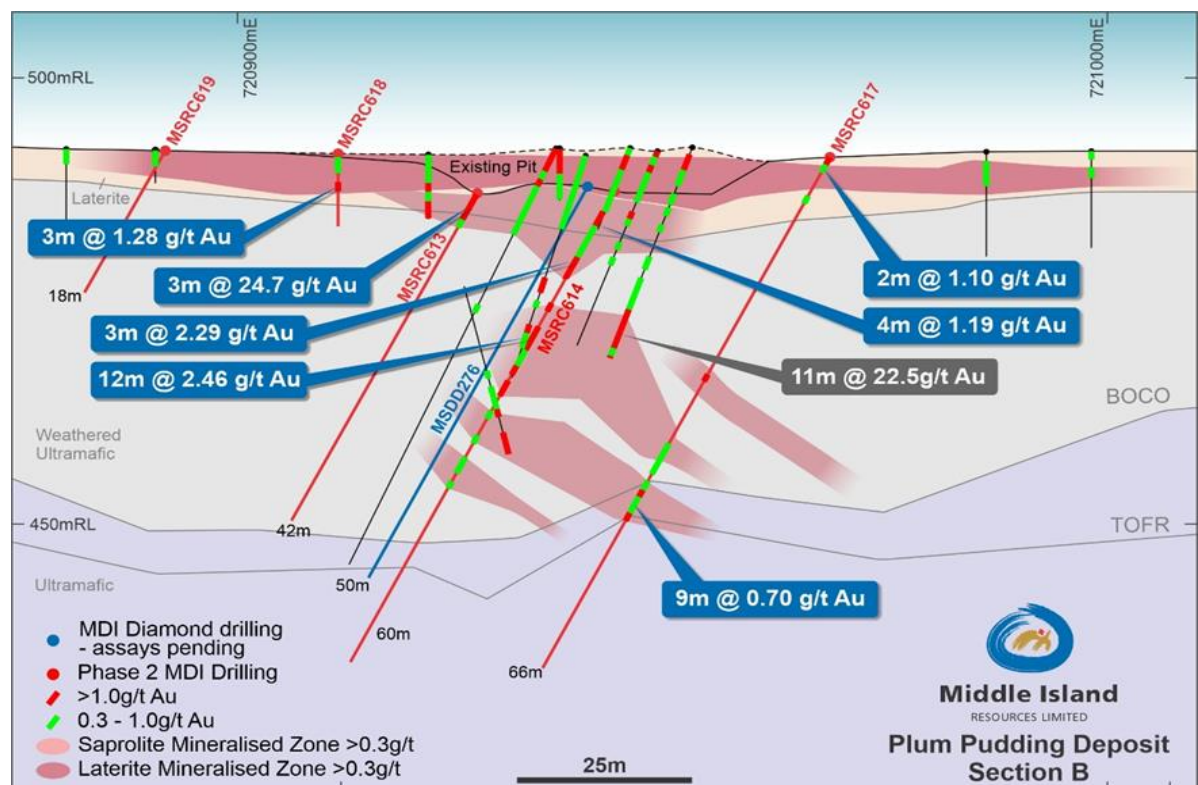 720900mE
721000mE
500mRL
MSRC619
MSRC618
MSRC617
Existing Pit
Laterite
3m @ 1.28 g/t Au
2m @ 1.10 g/t Au
3m @ 24.7 g/t Au
MSRC613
18m
3m @ 2.29 g/t Au
MSRC614
4m @ 1.19 g/t Au
12m @ 2.46 g/t Au
11m @ 22.5g/t Au
MSDD276
BOCO
Weathered
Ultramafic
450mRL
42m
TOFR
Ultramafic
50m
9m @ 0.70 g/t Au
60m
66m
MDI Diamond drilling
- assays pending
Phase 2 MDI Drilling
>1.0g/t Au
0.3 - 1.0g/t Au
Saprolite Mineralised Zone >0.3g/t
Laterite Mineralised Zone >0.3g/t
25m
Middle Island
RESOURCES LIMITED
Plum Pudding Deposit
Section B